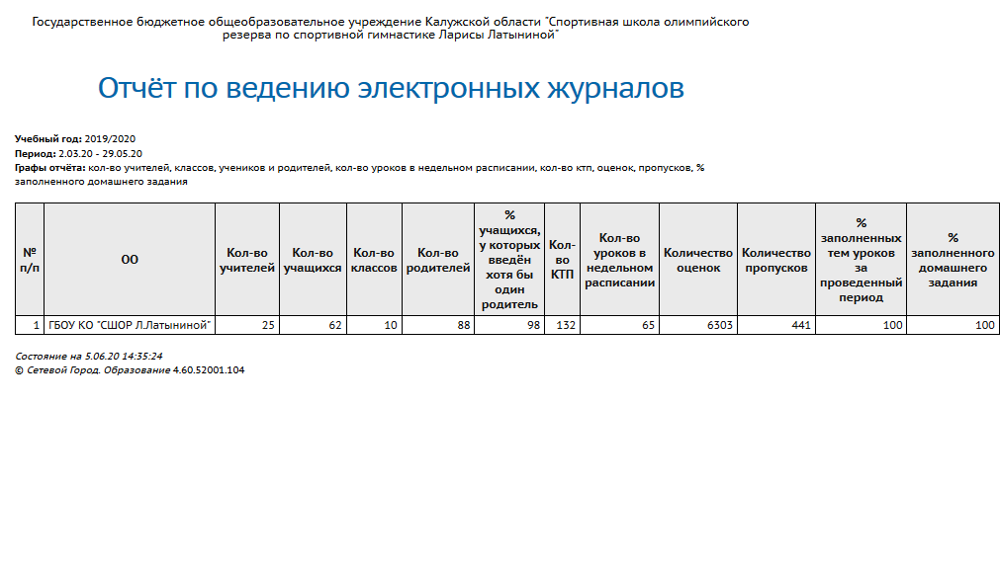 Государственное бюджетное общеобразовательное учреждение Калужской области "Спортивная школа олимпийского
резерва по спортивной гимнастике Ларисы Латыниной"
Отчёт по ведению электронных журналов
Учебный год: 2019/2020
Период: 2.03.20 - 29.05.20
Графы отчёта: кол-во учителей, классов, учеников и родителей, кол-во уроков в недельном расписании, кол-во ктп, оценок, пропусков, %
заполненного домашнего задания
№
п/п
ОО
Кол-во
учителей
Кол-во
учащихся
Кол-во
классов
Кол-во
родителей
%
учащихся,
у которых
введён
хотя бы
один
родитель
Кол-
во
КТП
Кол-во
уроков в
недельном
расписании
Количество
оценок
Количество
пропусков
%
заполненных
тем уроков
за
проведенный
период
%
заполненного
домашнего
задания
1 ГБОУ КО "СШОР Л.Латыниной" 25 62 10 88 98 132 65 6303 441 100 100
Состояние на 5.06.20 14:35:24
© Сетевой Город. Образование 4.60.52001.104